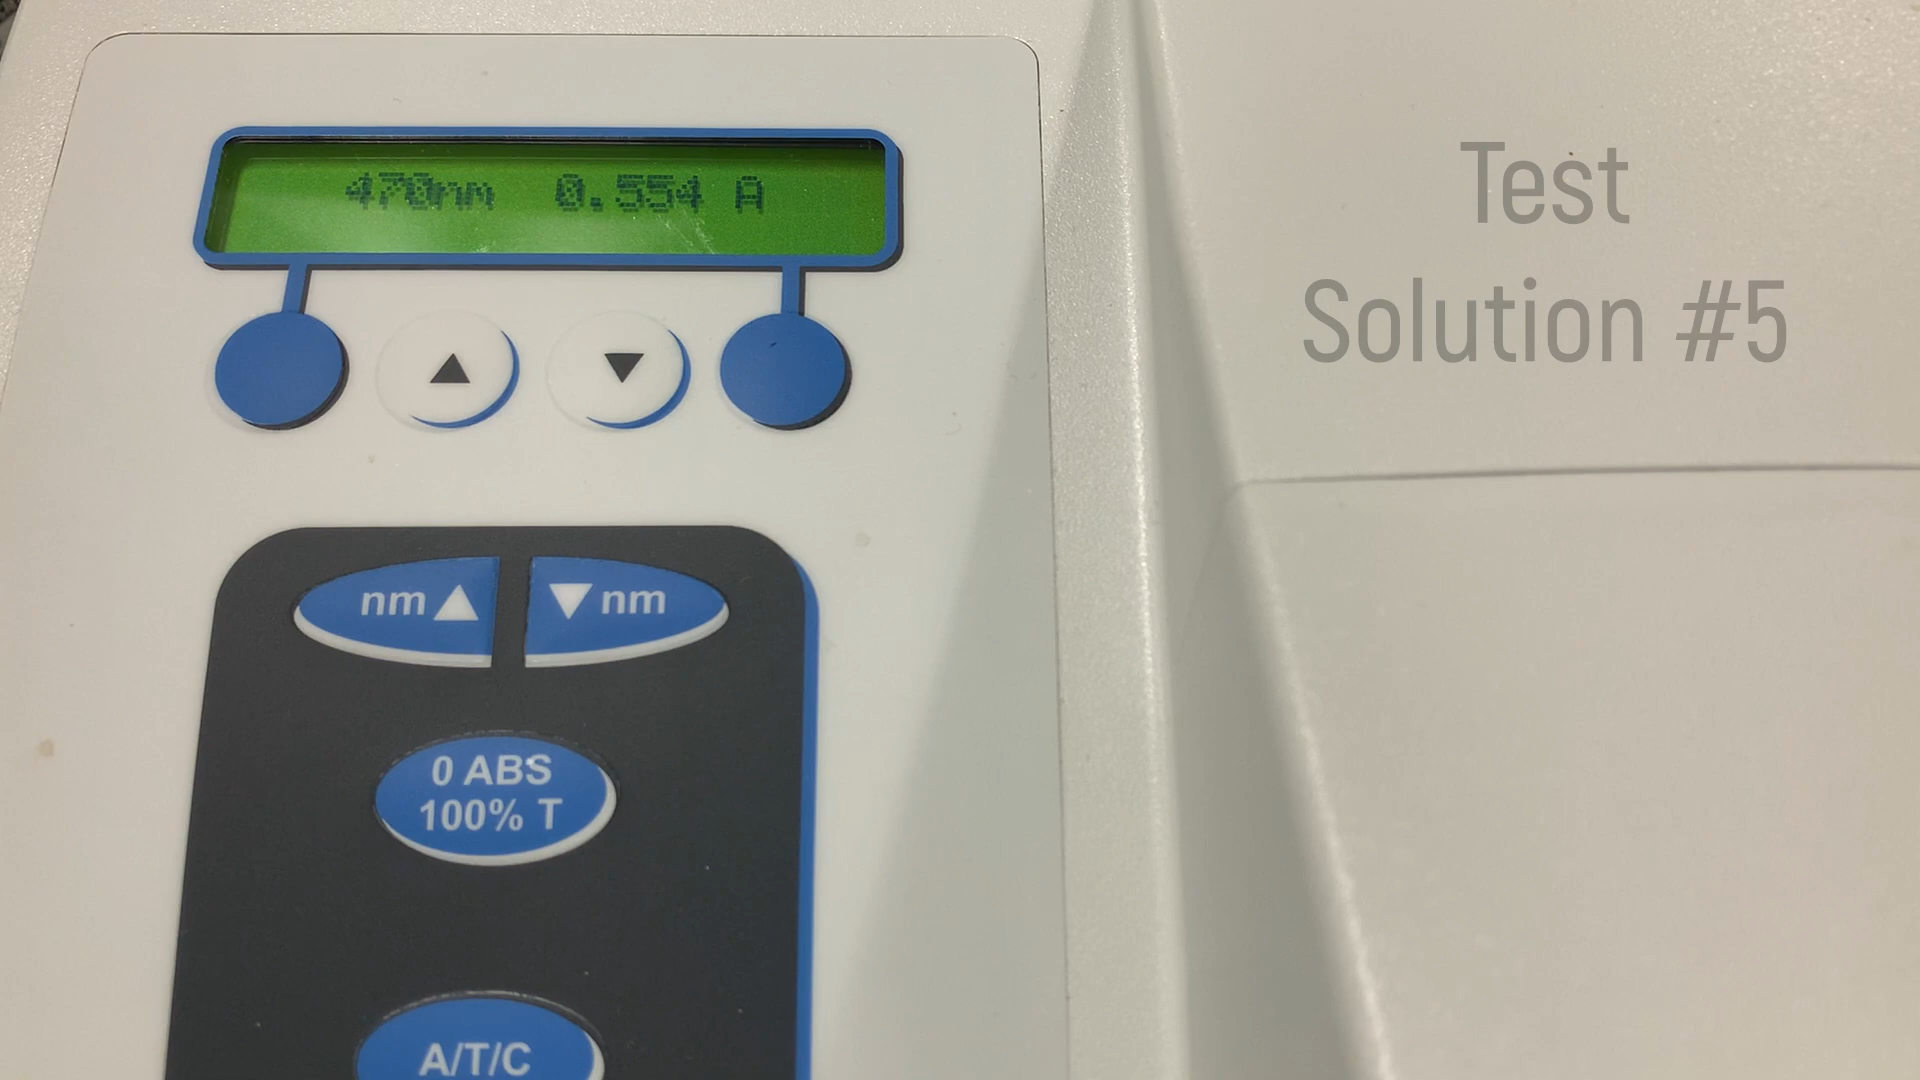 470nm 0.554 A
Test
Solution #5
nm▲ ▼nm
0 ABS
100% T
A/T/C